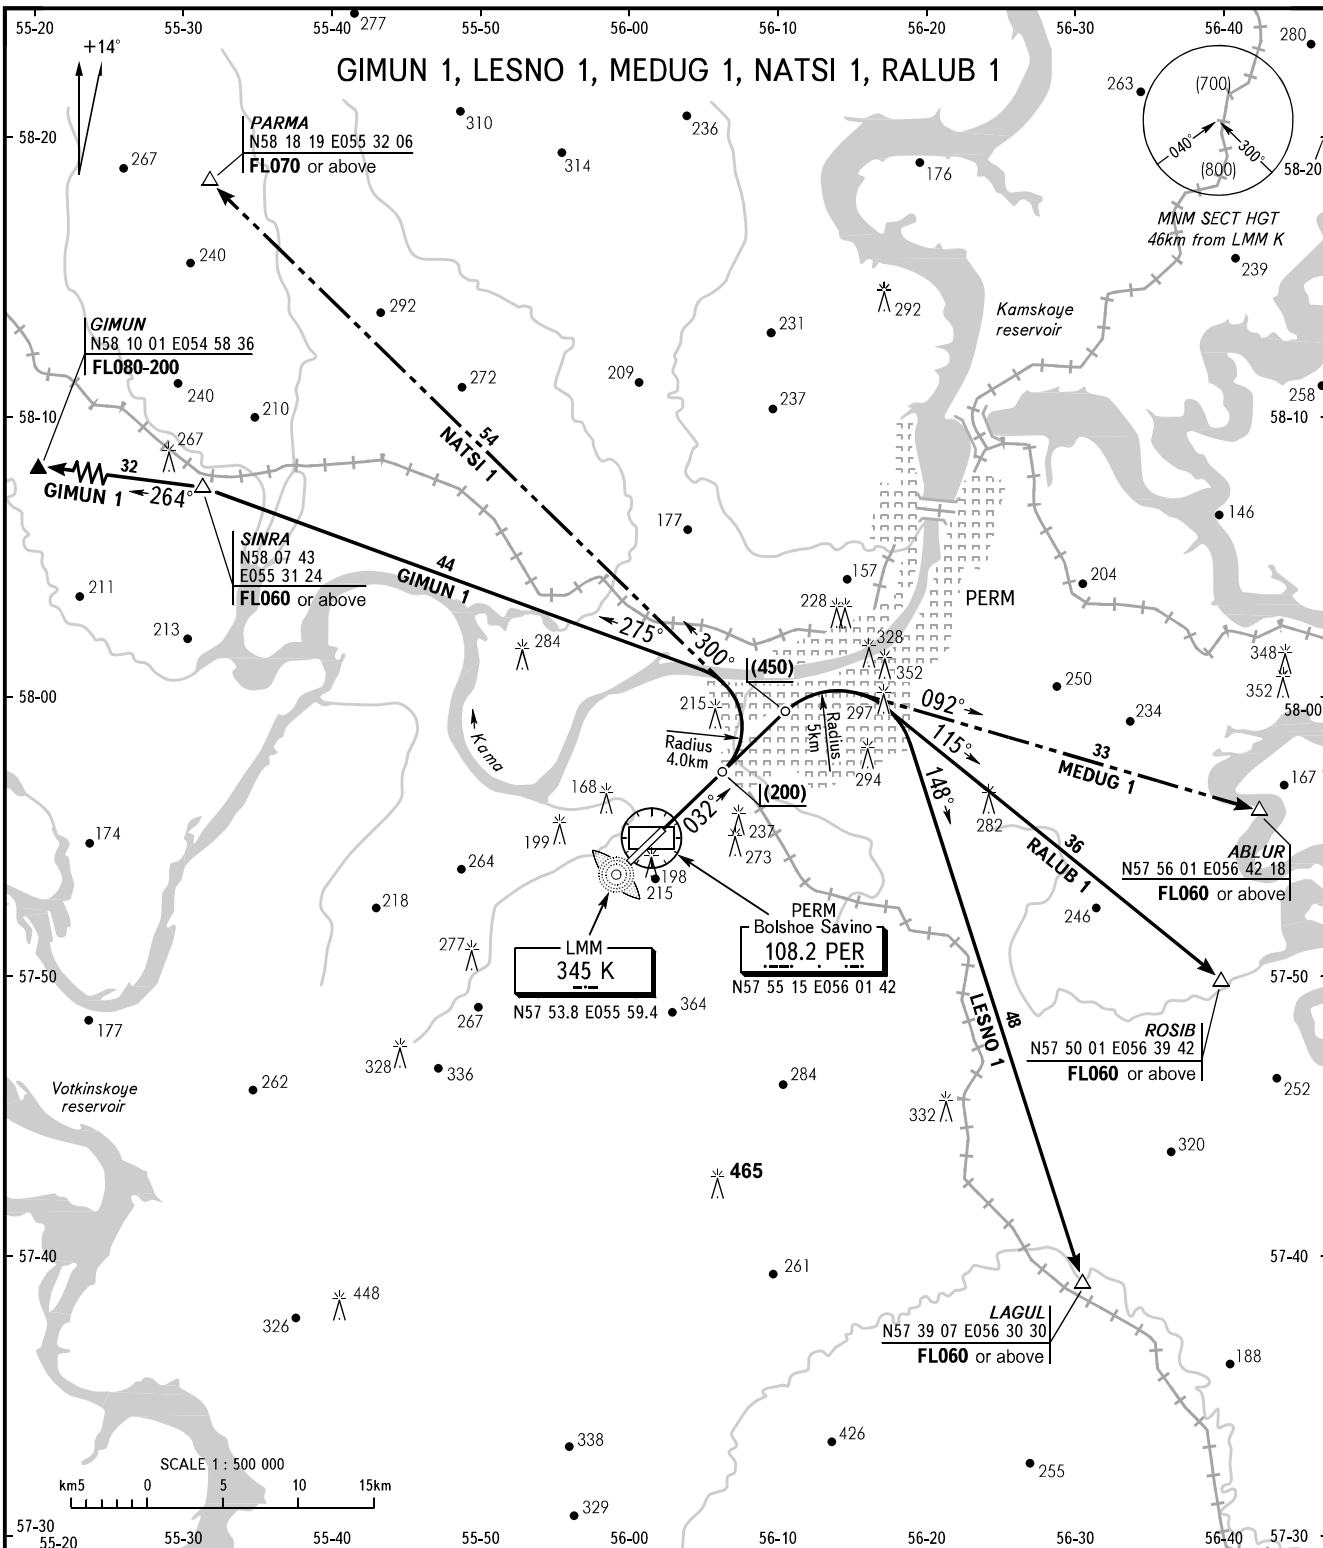 55-20 55-30 277 55-40 55-50 56-00 56-10 56-20 56-30 56-40 280
+14°
GIMUN 1, LESNO 1, MEDUG 1, NATSI 1, RALUB 1
263
(700)
040° 300°
(800)
MNM SECT HGT
46km from LMM K
239
58-20
58-20
267
PARMA
N58 18 19 E055 32 06
FL070 or above
310
314
236
176
240
292
292
231
Kamskoye
reservoir
GIMUN
N58 10 01 E054 58 36
FL080-200
240
210
272
209
237
258
58-10
58-10
267
54
NATSI 1
32
GIMUN 1
264°
SINRA
N58 07 43
E055 31 24
FL060 or above
44
GIMUN 1
177
146
157
204
211
213
284
228
PERM
275°
300°
328
352
348
352
(450)
250
234
58-00
58-00
215
297
092°
115°
148°
Radius
4.0km
Radius
5km
294
33
MEDUG 1
167
Kama
(200)
032°
168
199
237
273
282
ABLUR
N57 56 01 E056 42 18
FL060 or above
174
264
218
198
215
36
RALUB 1
246
PERM
Bolshoe Savino
108.2 PER
N57 55 15 E056 01 42
277
LMM
345 K
N57 53.8 E055 59.4
57-50
57-50
177
267
364
48
LESNO 1
ROSIB
N57 50 01 E056 39 42
FL060 or above
328
336
262
284
252
Votkinskoye
reservoir
332
320
465
57-40
57-40
261
448
326
LAGUL
N57 39 07 E056 30 30
FL060 or above
188
338
426
255
SCALE 1 : 500 000
km5 0 5 10 15km
329
57-30
57-30
55-20 55-30 55-40 55-50 56-00 56-10 56-20 56-30 56-40